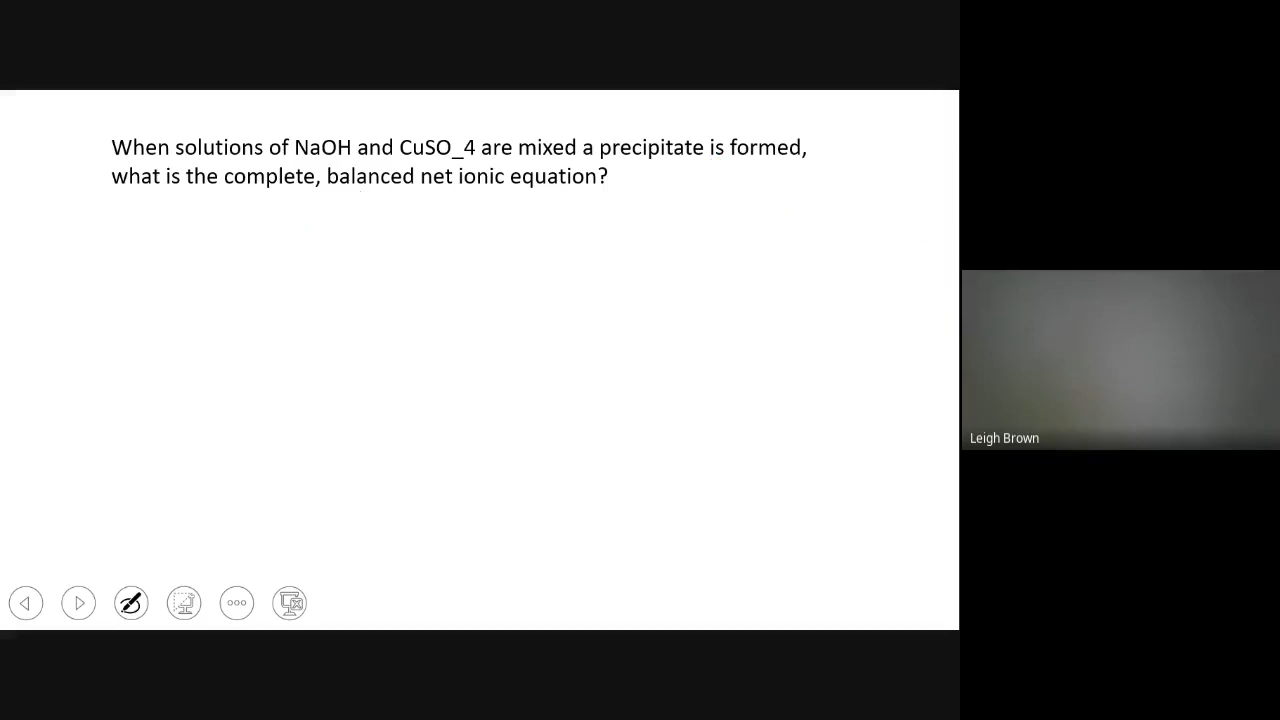 When solutions of NaOH and CuSO_4 are mixed a precipitate is formed,
what is the complete, balanced net ionic equation?
Leigh Brown